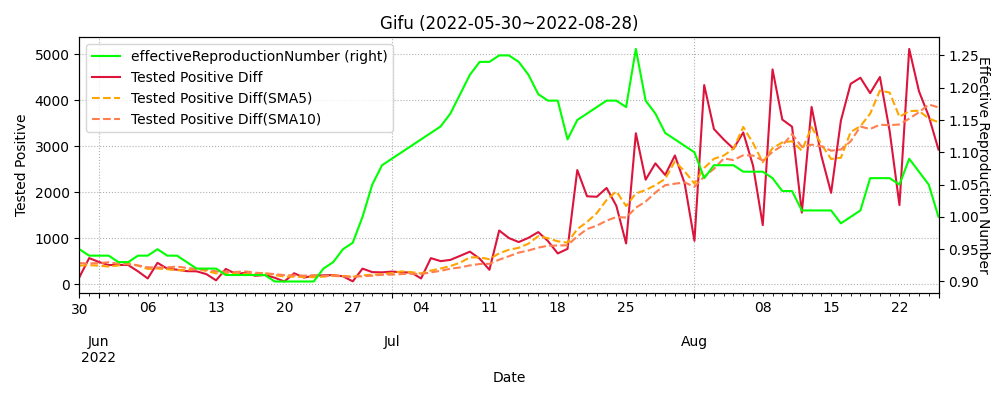 Gifu (2022-05-30~2022-08-28)
effectiveReproductionNumber (right)
Tested Positive Diff
Tested Positive Diff(SMA5)
Tested Positive Diff(SMA10)
Tested Positive
5000
4000
3000
2000
1000
0
Effective Reproduction Number
1.25
1.20
1.15
1.10
1.05
1.00
0.95
0.90
30 06 13 20 27 04 11 18 25 08 15 22
Jun Jul Aug
2022
Date